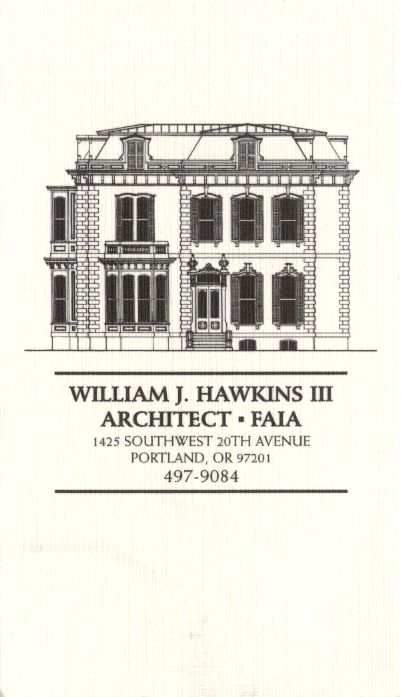 WILLIAM J. HAWKINS III
ARCHITECT ▪ FAIA
1425 SOUTHWEST 20TH AVENUE
PORTLAND, OR 97201
497-9084